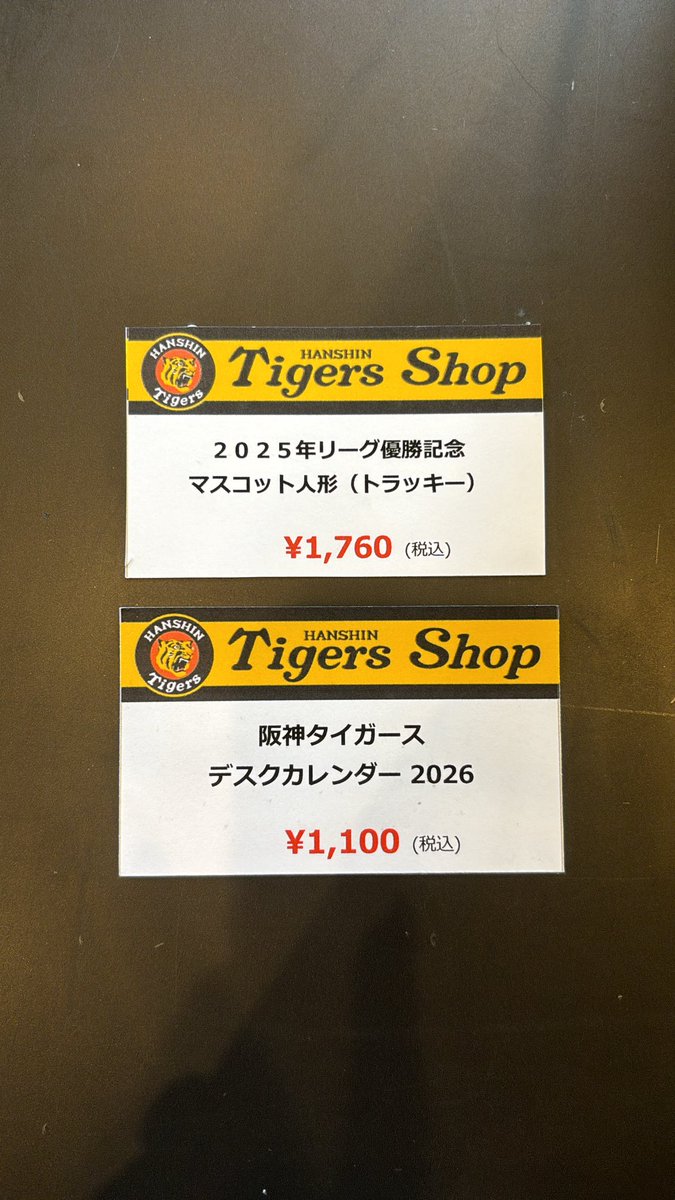 HANSHIN
Tigers
HANSHIN
Tigers Shop
２０２５年リーグ優勝記念
マスコット人形（トラッキー）
¥1,760 (税込)
HANSHIN
Tigers
HANSHIN
Tigers Shop
阪神タイガース
デスクカレンダー 2026
¥1,100 (税込)